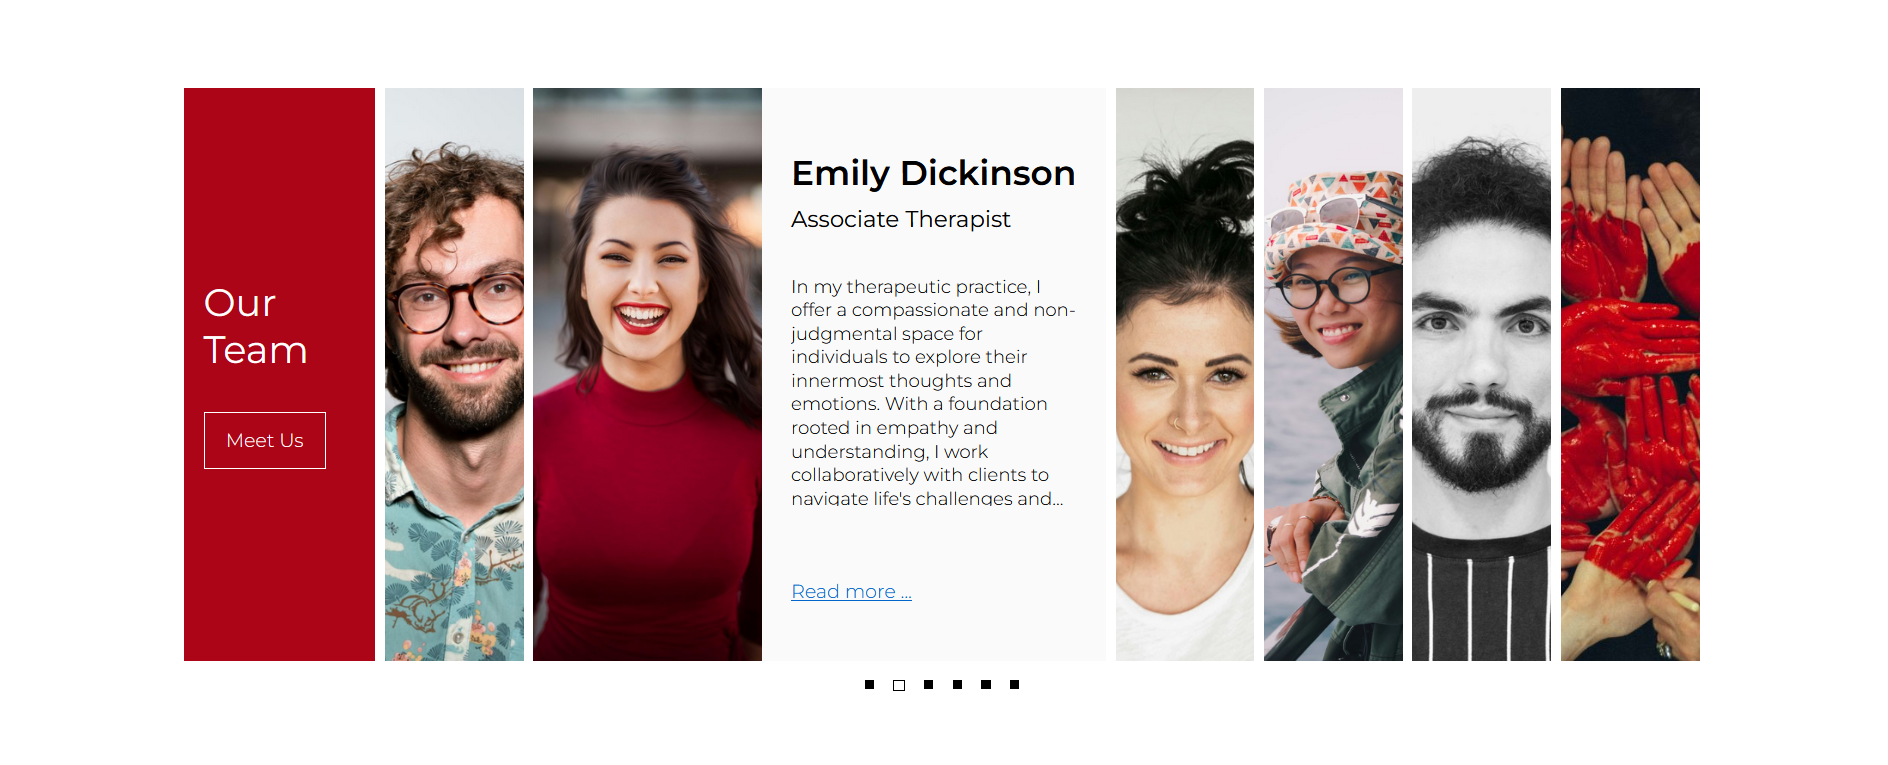 Our
Team
Meet Us
Emily Dickinson
Associate Therapist
In my therapeutic practice, I
offer a compassionate and non-
judgmental space for
individuals to explore their
innermost thoughts and
emotions. With a foundation
rooted in empathy and
understanding, I work
collaboratively with clients to
navigate life's challenges and...
Read more ...